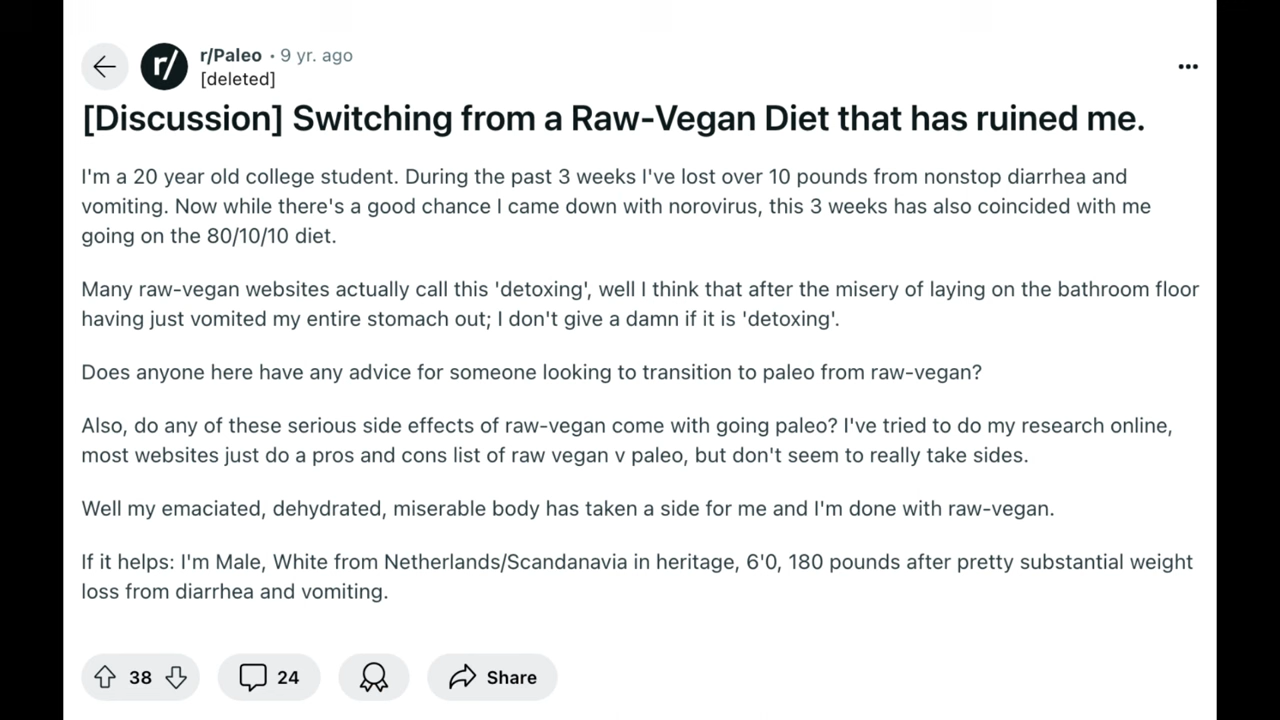 r/Paleo • 9 yr. ago
[deleted]
[Discussion] Switching from a Raw-Vegan Diet that has ruined me.
I'm a 20 year old college student. During the past 3 weeks I've lost over 10 pounds from nonstop diarrhea and
vomiting. Now while there's a good chance I came down with norovirus, this 3 weeks has also coincided with me
going on the 80/10/10 diet.
Many raw-vegan websites actually call this 'detoxing', well I think that after the misery of laying on the bathroom floor
having just vomited my entire stomach out; I don't give a damn if it is 'detoxing'.
Does anyone here have any advice for someone looking to transition to paleo from raw-vegan?
Also, do any of these serious side effects of raw-vegan come with going paleo? I've tried to do my research online,
most websites just do a pros and cons list of raw vegan v paleo, but don't seem to really take sides.
Well my emaciated, dehydrated, miserable body has taken a side for me and I'm done with raw-vegan.
If it helps: I'm Male, White from Netherlands/Scandanavia in heritage, 6'0, 180 pounds after pretty substantial weight
loss from diarrhea and vomiting.
38 24 Share